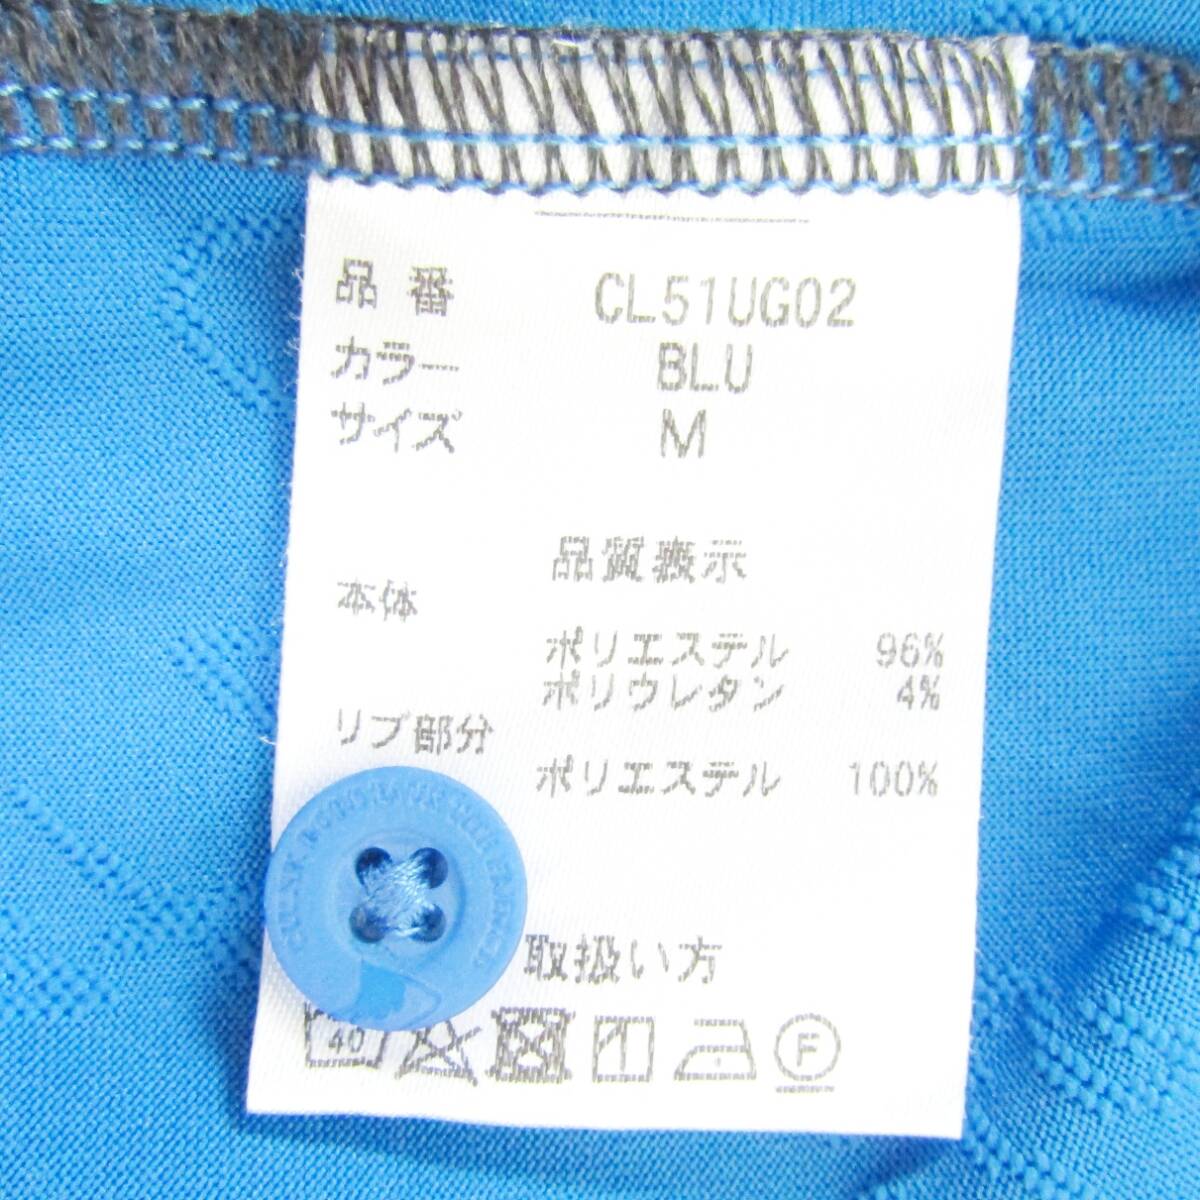 品番 CL51UG02
カラー BLU
サイズ M
品質表示
本体
ポリエステル 96%
ポリウレタン 4%
リブ部分
ポリエステル 100%
取扱い方
40
F